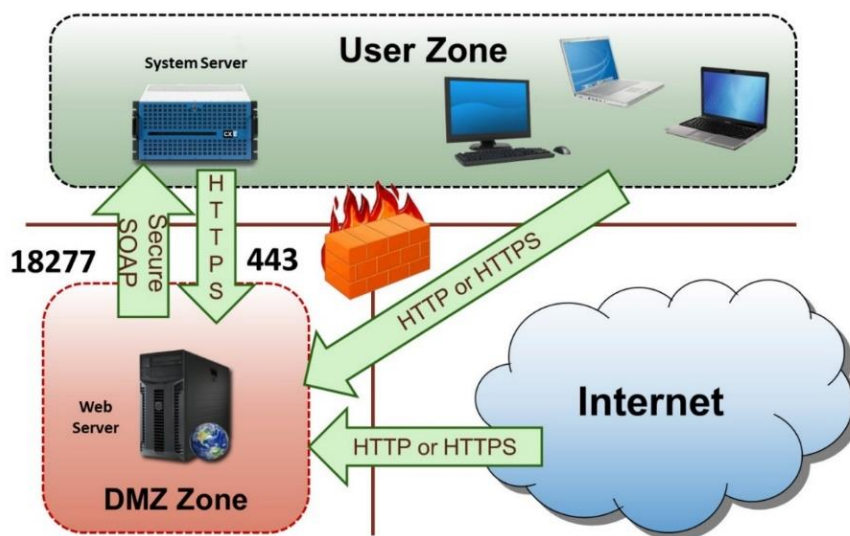 User Zone
System Server
CX
HTTPS
Secure
SOAP
18277
443
HTTP or HTTPS
Web
Server
DMZ Zone
HTTP or HTTPS
Internet